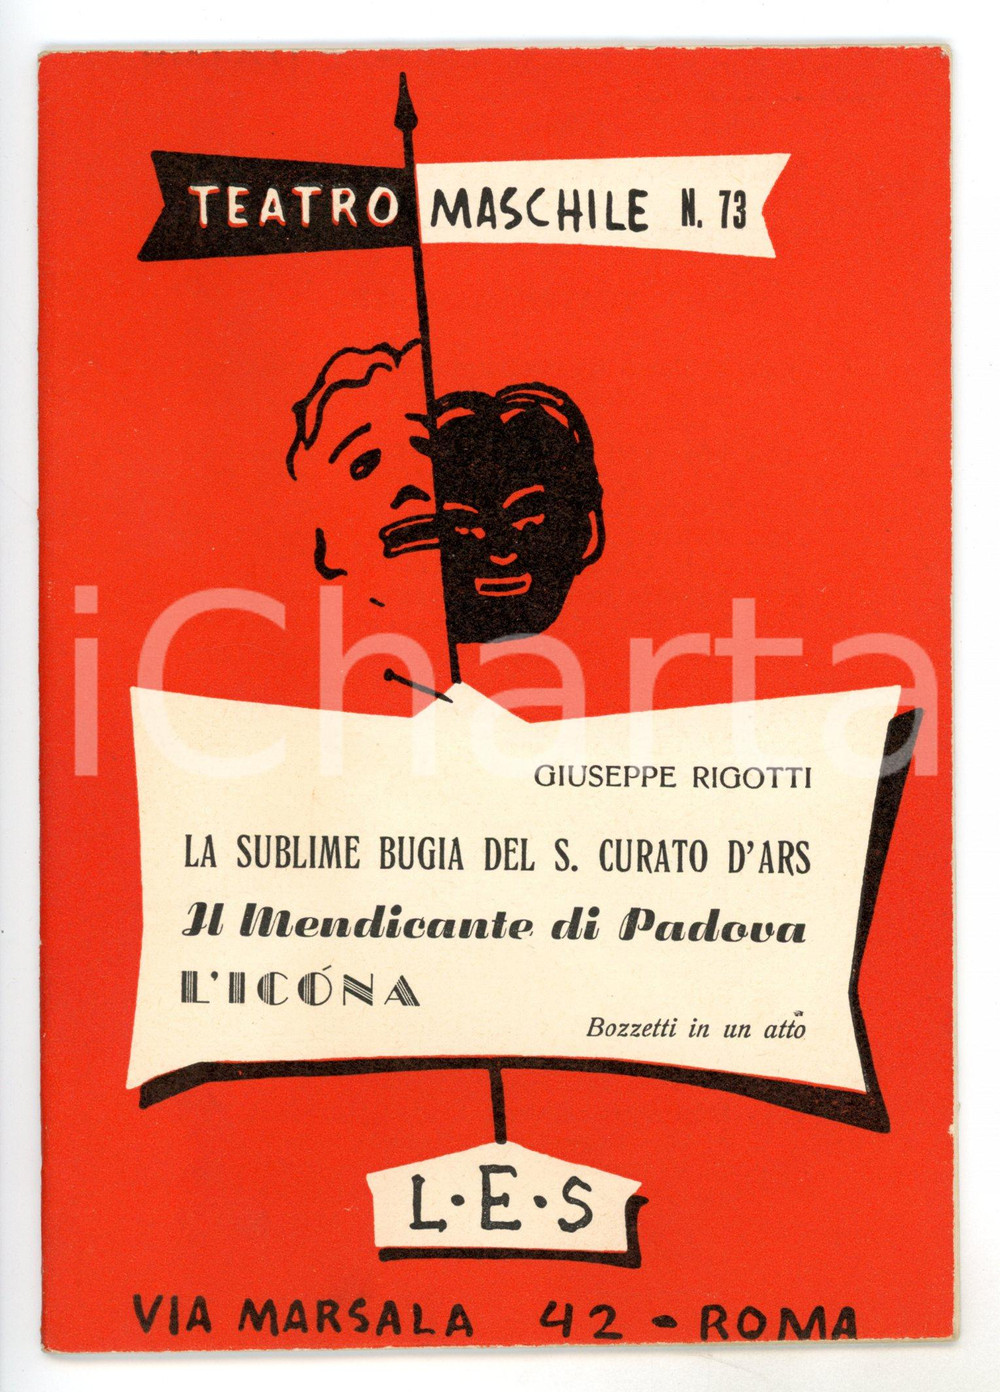 TEATRO MASCHILE N. 73
iCharta
GIUSEPPE RIGOTTI
LA SUBLIME BUGIA DEL S. CURATO D'ARS
Il Mendicante di Padova
L'ICÓNA
Bozzetti in un atto
L·E·S
VIA MARSALA 42 - ROMA